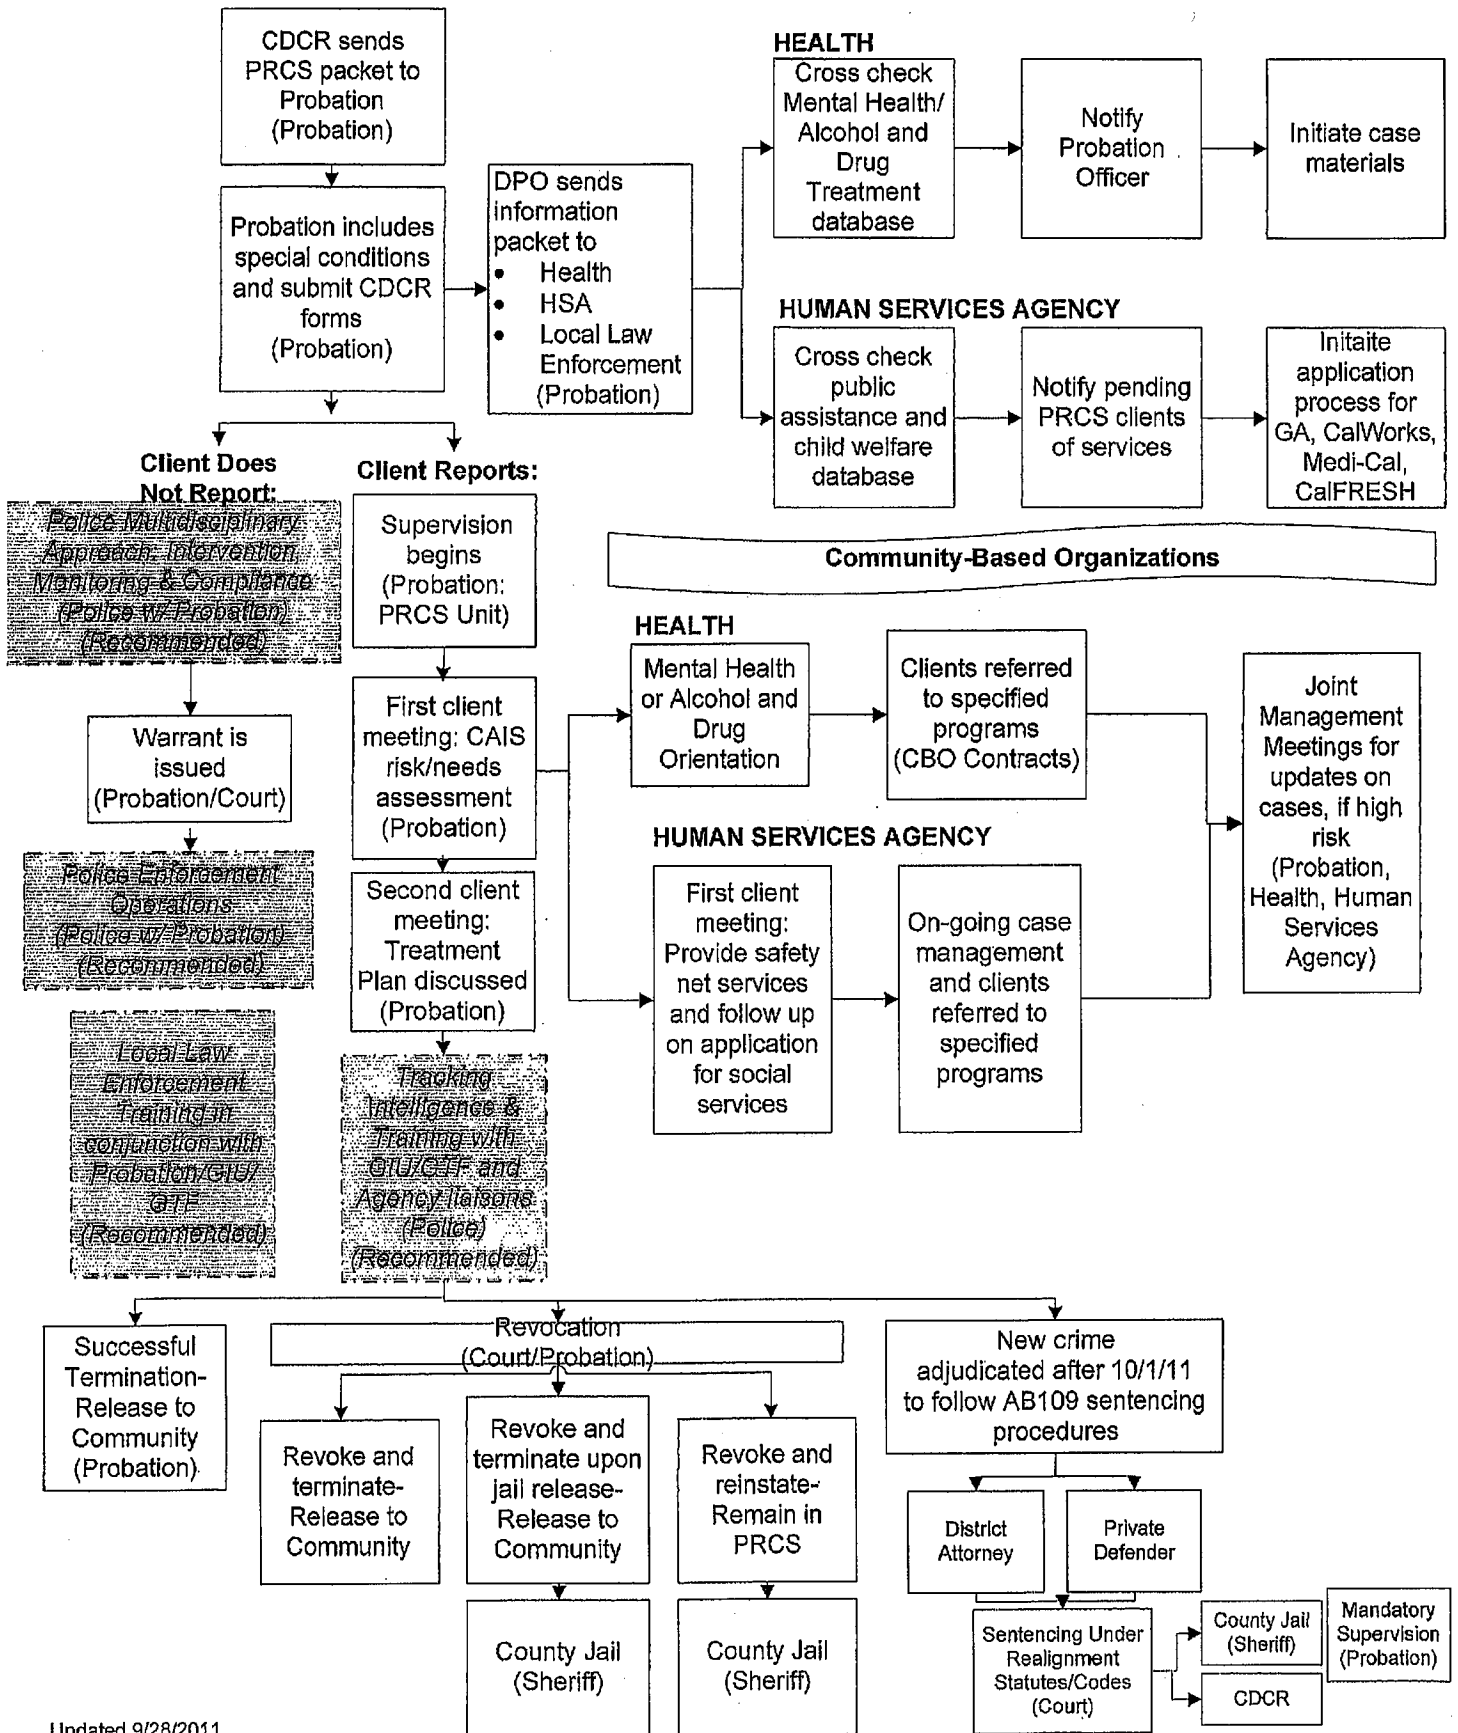 CDCR sends
PRCS packet to
Probation
(Probation)
Probation includes
special conditions
and submit CDCR
forms
(Probation)
DPO sends
information
packet to
• Health
• HSA
• Local Law
Enforcement
(Probation)
HEALTH
Cross check
Mental Health/
Alcohol and
Drug
Treatment
database
Notify
Probation
Officer
Initiate case
materials
HUMAN SERVICES AGENCY
Cross check
public
assistance and
child welfare
database
Notify pending
PRCS clients
of services
Initaite
application
process for
GA, CalWorks,
Medi-Cal,
CalFRESH
Client Does
Not Report:
Police Multidisciplinary
Approach, Intervention,
Monitoring & Compliance
(Police w/ Probation)
(Recommended)
Warrant is
issued
(Probation/Court)
Police Enforcement
Operations
(Police w/ Probation)
(Recommended)
Local Law
Enforcement
Training in
conjunction with
Probation/GIU/
GTF
(Recommended)
Client Reports:
Supervision
begins
(Probation:
PRCS Unit)
First client
meeting: CAIS
risk/needs
assessment
(Probation)
Second client
meeting:
Treatment
Plan discussed
(Probation)
Tracking
Intelligence &
Training with
GIU/GTF and
Agency liaisons
(Police)
(Recommended)
Community-Based Organizations
HEALTH
Mental Health
or Alcohol and
Drug
Orientation
Clients referred
to specified
programs
(CBO Contracts)
HUMAN SERVICES AGENCY
First client
meeting:
Provide safety
net services
and follow up
on application
for social
services
On-going case
management
and clients
referred to
specified
programs
Joint
Management
Meetings for
updates on
cases, if high
risk
(Probation,
Health, Human
Services
Agency)
Successful
Termination-
Release to
Community
(Probation)
Revocation
(Court/Probation)
Revoke and
terminate-
Release to
Community
Revoke and
terminate upon
jail release-
Release to
Community
County Jail
(Sheriff)
Revoke and
reinstate-
Remain in
PRCS
County Jail
(Sheriff)
New crime
adjudicated after 10/1/11
to follow AB109 sentencing
procedures
District
Attorney
Private
Defender
Sentencing Under
Realignment
Statutes/Codes
(Court)
County Jail
(Sheriff)
CDCR
Mandatory
Supervision
(Probation)
Updated 9/28/2011